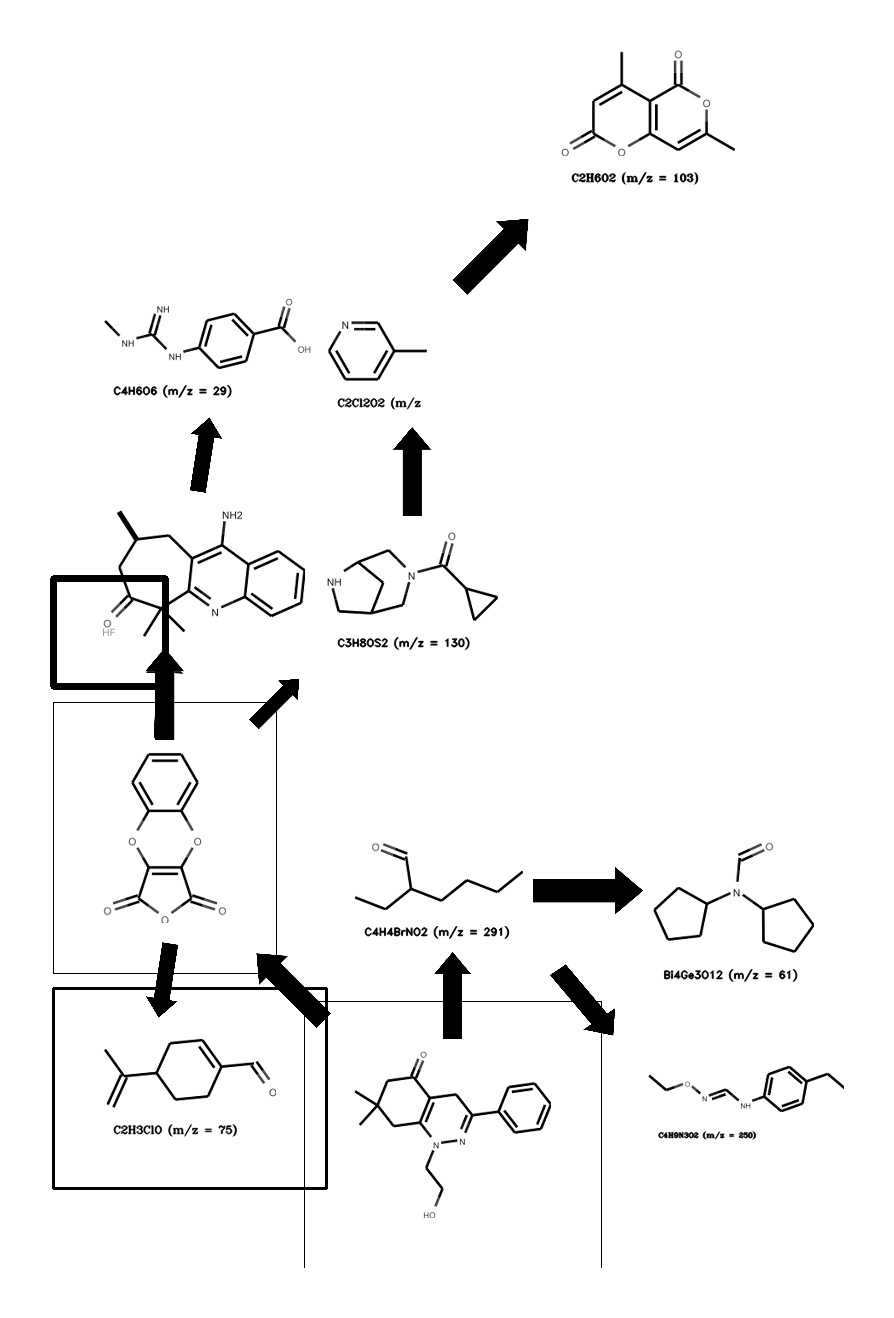 O
O
O
O
C2H6O2 (m/z = 103)
NH
NH
NH
O
OH
N
C4H6O6 (m/z = 29)
C2Cl2O2 (m/z
NH2
N
O
HF
O
N
NH
C3H8OS2 (m/z = 130)
O
O
O
O
O
O
O
N
C4H4BrNO2 (m/z = 291)
Bi4Ge3O12 (m/z = 61)
O
C2H3ClO (m/z = 75)
O
N
N
HO
O
N
NH
C4H9N3O2 (m/z = 250)